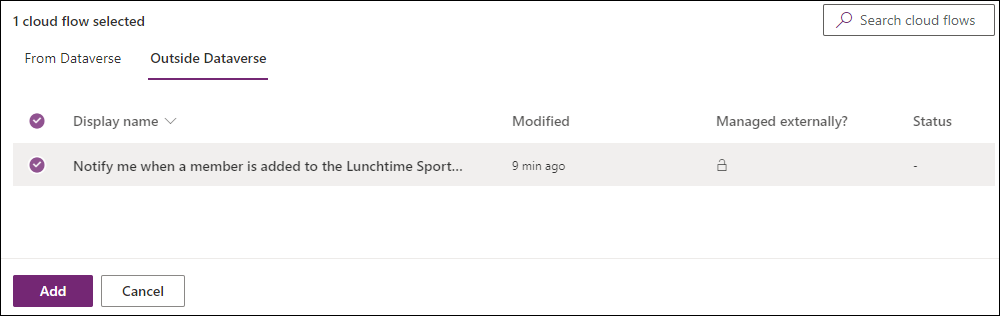 1 cloud flow selected
Search cloud flows
From Dataverse Outside Dataverse
Display name Modified Managed externally? Status
Notify me when a member is added to the Lunchtime Sport... 9 min ago -
Add Cancel